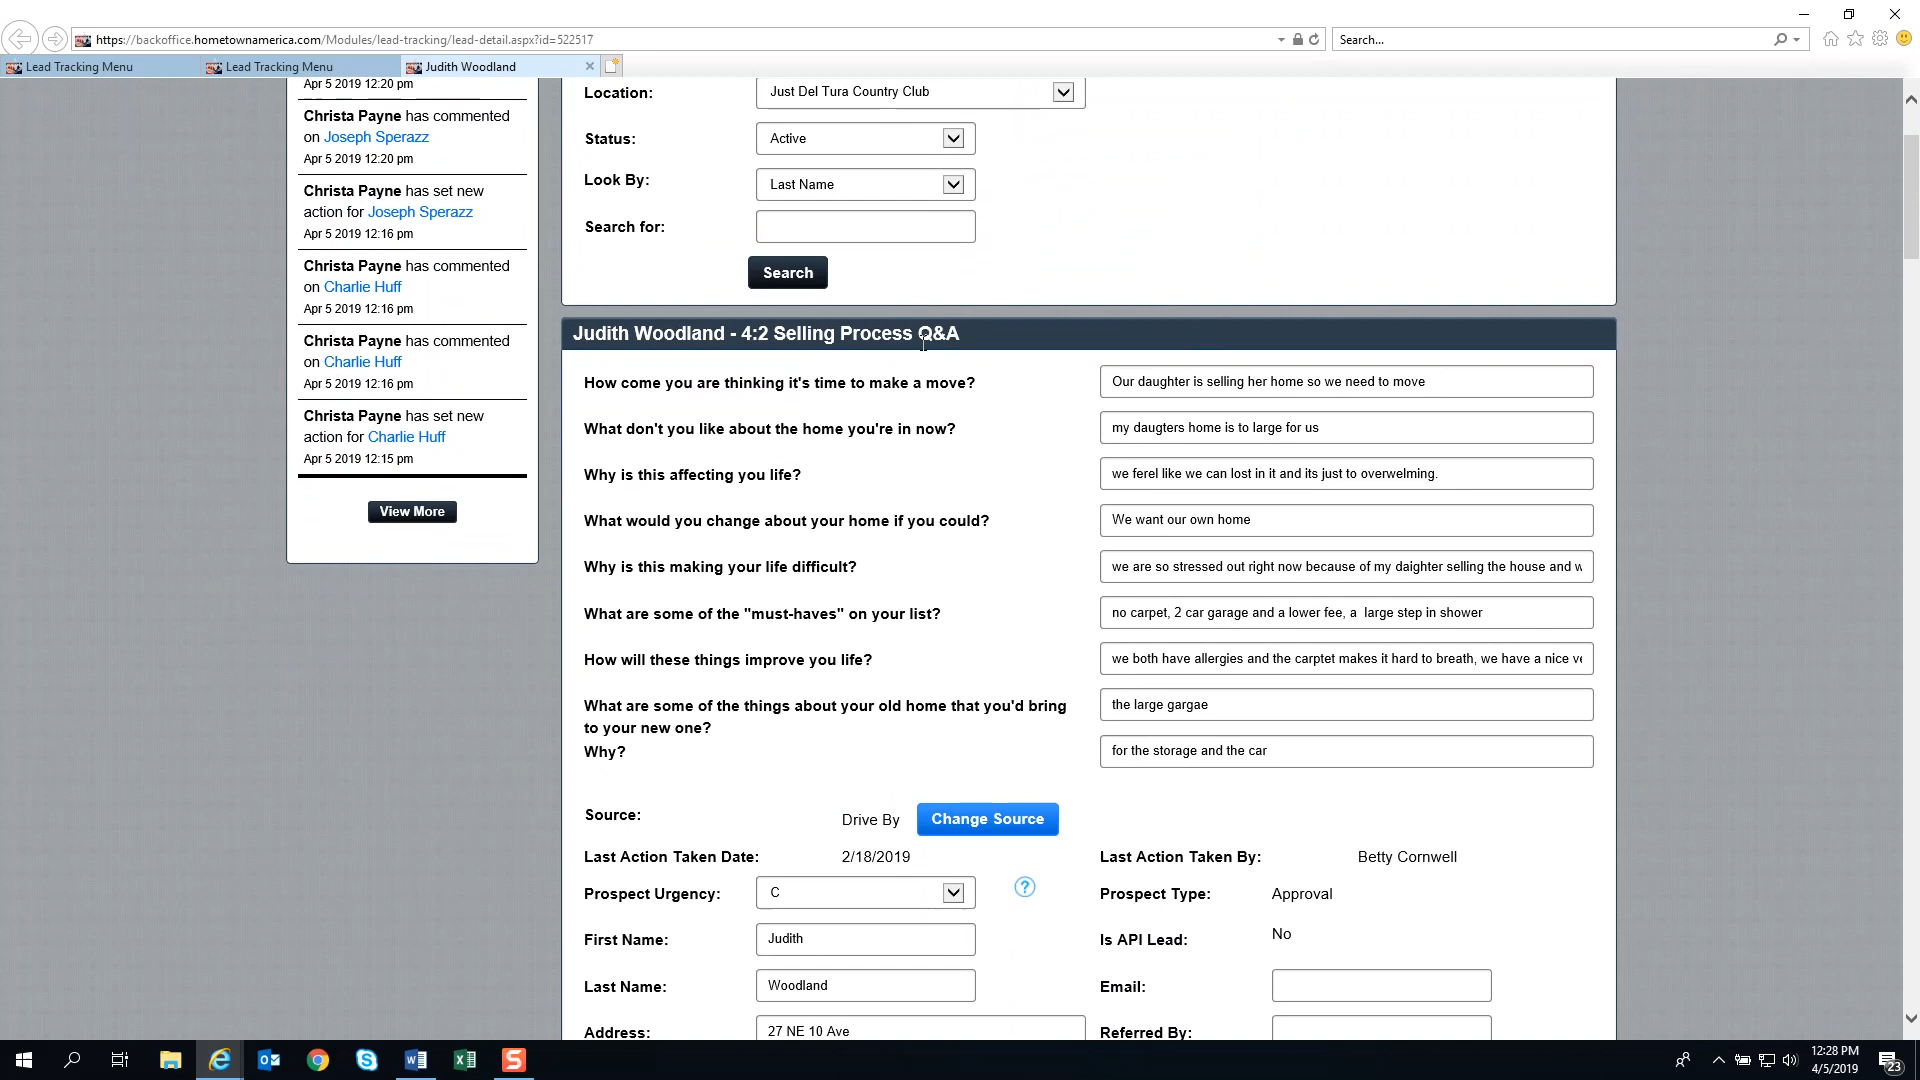 https://backoffice.hometownamerica.com/Modules/lead-tracking/lead-detail.aspx?id=522517
Search...
Lead Tracking Menu
Lead Tracking Menu
Judith Woodland
Apr 5 2019 12:20 pm
Christa Payne has commented
on Joseph Sperazz
Apr 5 2019 12:20 pm
Christa Payne has set new
action for Joseph Sperazz
Apr 5 2019 12:16 pm
Christa Payne has commented
on Charlie Huff
Apr 5 2019 12:16 pm
Christa Payne has commented
on Charlie Huff
Apr 5 2019 12:16 pm
Christa Payne has set new
action for Charlie Huff
Apr 5 2019 12:15 pm
View More
Location: Just Del Tura Country Club
Status: Active
Look By: Last Name
Search for:
Search
Judith Woodland - 4:2 Selling Process Q&A
How come you are thinking it's time to make a move? Our daughter is selling her home so we need to move
What don't you like about the home you're in now? my daugters home is to large for us
Why is this affecting you life? we ferel like we can lost in it and its just to overwelming.
What would you change about your home if you could? We want our own home
Why is this making your life difficult? we are so stressed out right now because of my daighter selling the house and w
What are some of the "must-haves" on your list? no carpet, 2 car garage and a lower fee, a  large step in shower
How will these things improve you life? we both have allergies and the carptet makes it hard to breath, we have a nice ve
What are some of the things about your old home that you'd bring the large gargae
to your new one?
Why? for the storage and the car
Source: Drive By Change Source
Last Action Taken Date: 2/18/2019 Last Action Taken By: Betty Cornwell
Prospect Urgency: C ? Prospect Type: Approval
First Name: Judith Is API Lead: No
Last Name: Woodland Email:
Address: 27 NE 10 Ave Referred By:
12:28 PM
4/5/2019
23